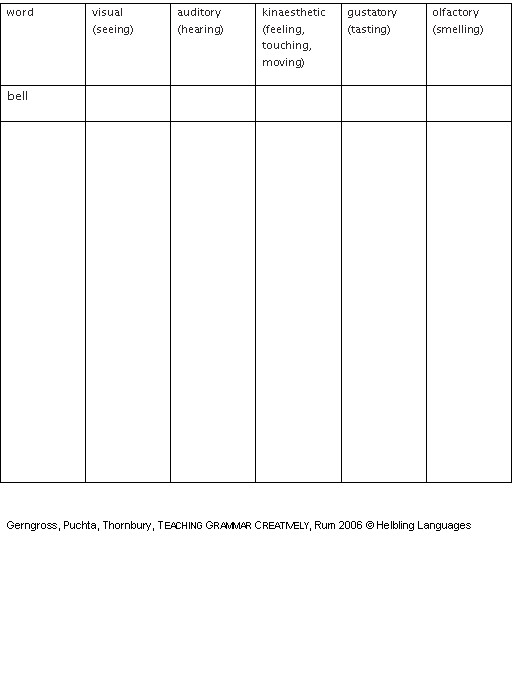 word visual auditory kinaesthetic gustatory olfactory
(seeing) (hearing) (feeling, (tasting) (smelling)
touching,
moving)
bell
Gerngross, Puchta, Thornbury, TEACHING GRAMMAR CREATIVELY, Rum 2006 © Helbling Languages